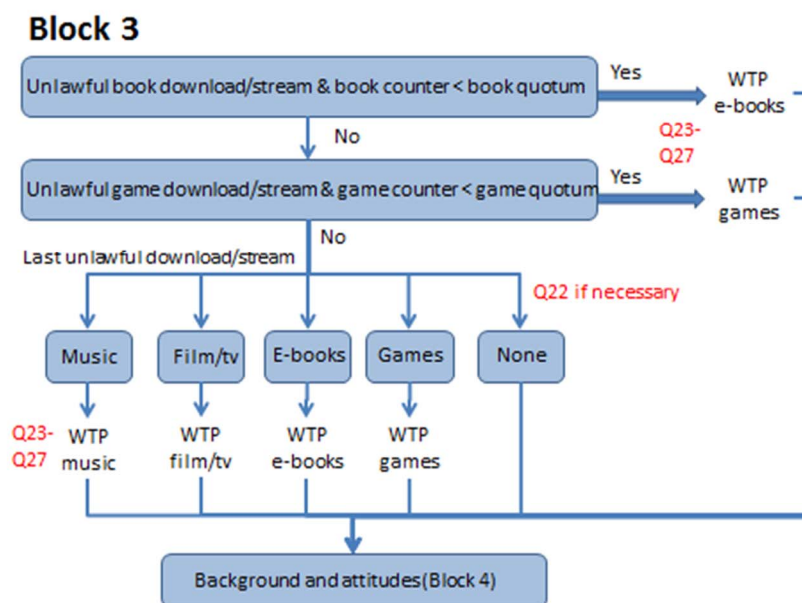 Block 3
Unlawful book download/stream & book counter < book quotum
Yes
WTP
e-books
No
Q23-
Q27
Unlawful game download/stream & game counter < game quotum
Yes
WTP
games
No
Last unlawful download/stream
Q22 if necessary
Music
Film/tv
E-books
Games
None
Q23-
Q27
WTP
music
WTP
film/tv
WTP
e-books
WTP
games
Background and attitudes(Block 4)